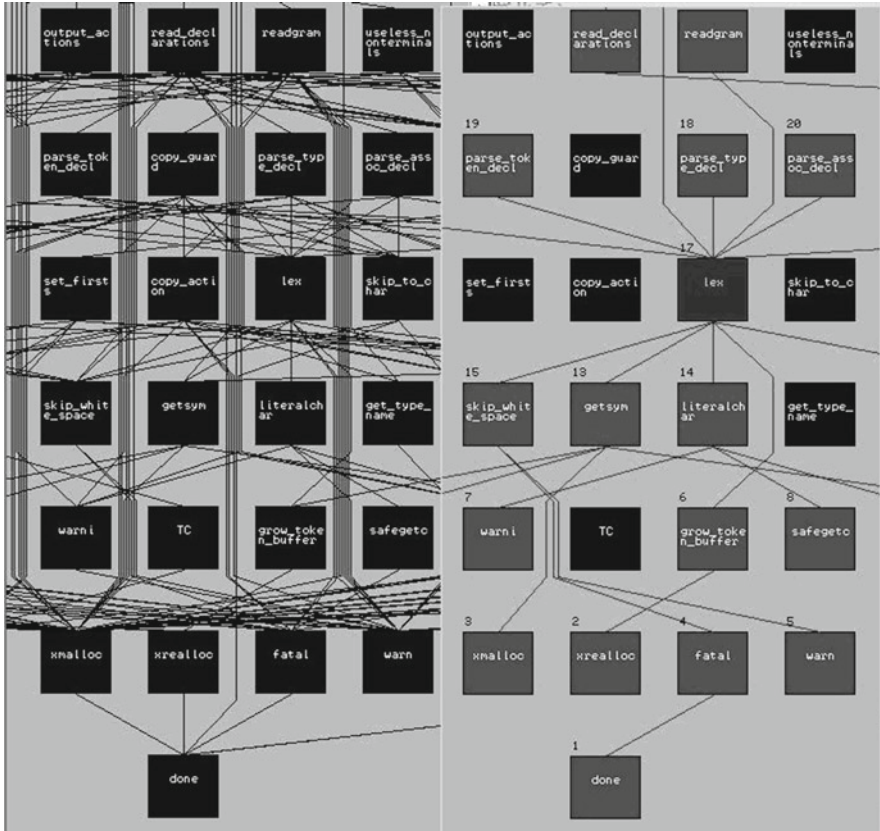 output_ac
tions
read_decl
arations
readgram
useless_n
onterminals
parse_tok
en_decl
copy_guar
d
parse_typ
e_decl
parse_ass
oc_decl
set_first
s
copy_acti
on
lex
skip_to_c
har
skip_whit
e_space
getsym
literalch
ar
get_type_
name
warni
TC
grow_toke
n_buffer
safegetc
xmalloc
xrealloc
fatal
warn
done
output_ac
tions
read_decl
arations
readgram
useless_n
onterminals
19
18
20
parse_tok
en_decl
copy_guar
d
parse_typ
e_decl
parse_ass
oc_decl
17
set_first
s
copy_acti
on
lex
skip_to_c
har
15
13
14
skip_whit
e_space
getsym
literalch
ar
get_type_
name
7
6
8
warni
TC
grow_toke
n_buffer
safegetc
3
2
4
5
xmalloc
xrealloc
fatal
warn
1
done